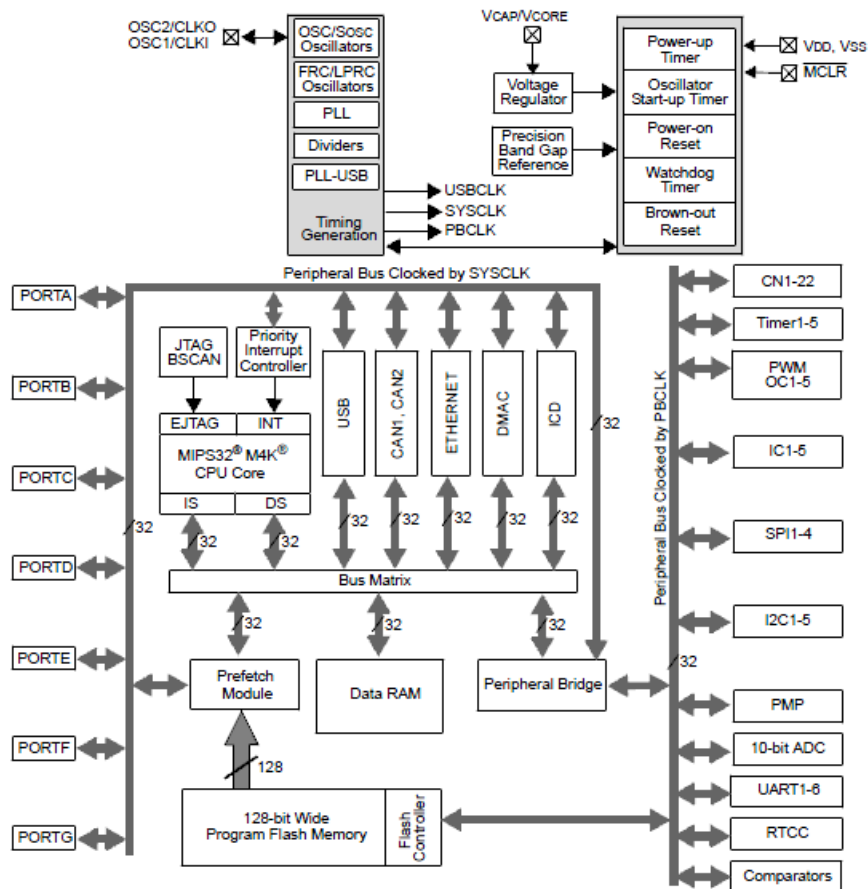 OSC2/CLKO
OSC1/CLKI
OSC/SOSC
Oscillators
FRC/LPRC
Oscillators
PLL
Dividers
PLL-USB
Timing
Generation
USBCLK
SYSCLK
PBCLK
VCAP/VCORE
Voltage
Regulator
Precision
Band Gap
Reference
Power-up
Timer
Oscillator
Start-up Timer
Power-on
Reset
Watchdog
Timer
Brown-out
Reset
VDD, VSS
MCLR
Peripheral Bus Clocked by SYSCLK
PORTA
PORTB
PORTC
PORTD
PORTE
PORTF
PORTG
32
JTAG
BSCAN
Priority
Interrupt
Controller
EJTAG
INT
MIPS32® M4K®
CPU Core
IS
DS
32
32
USB
CAN1, CAN2
ETHERNET
DMAC
ICD
32
32
32
32
32
32
Bus Matrix
32
32
32
Prefetch
Module
Data RAM
Peripheral Bridge
128
128-bit Wide
Program Flash Memory
Flash
Controller
Peripheral Bus Clocked by PBCLK
32
CN1-22
Timer1-5
PWM
OC1-5
IC1-5
SPI1-4
I2C1-5
PMP
10-bit ADC
UART1-6
RTCC
Comparators